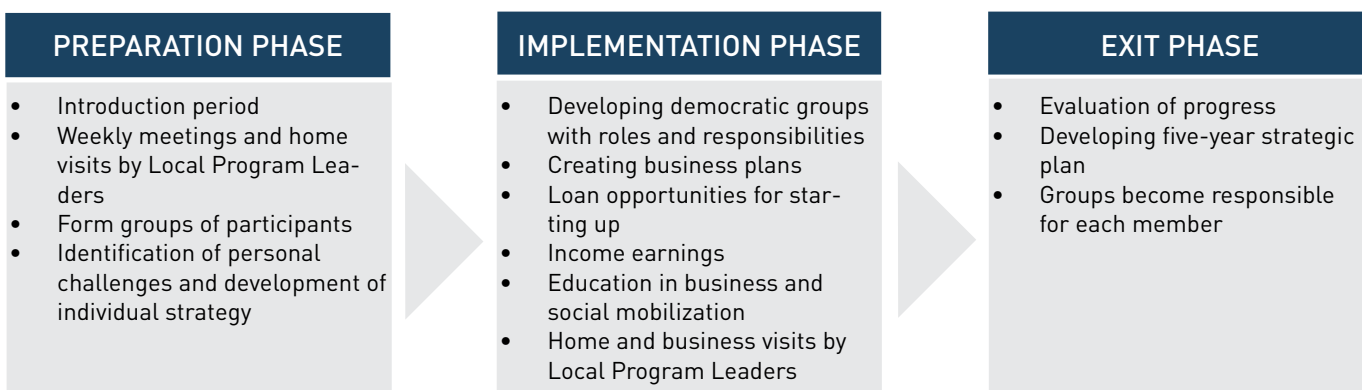 PREPARATION PHASE
• Introduction period
• Weekly meetings and home
visits by Local Program Lea-
ders
• Form groups of participants
• Identification of personal
challenges and development of
individual strategy
IMPLEMENTATION PHASE
• Developing democratic groups
with roles and responsibilities
• Creating business plans
• Loan opportunities for star-
ting up
• Income earnings
• Education in business and
social mobilization
• Home and business visits by
Local Program Leaders
EXIT PHASE
• Evaluation of progress
• Developing five-year strategic
plan
• Groups become responsible
for each member